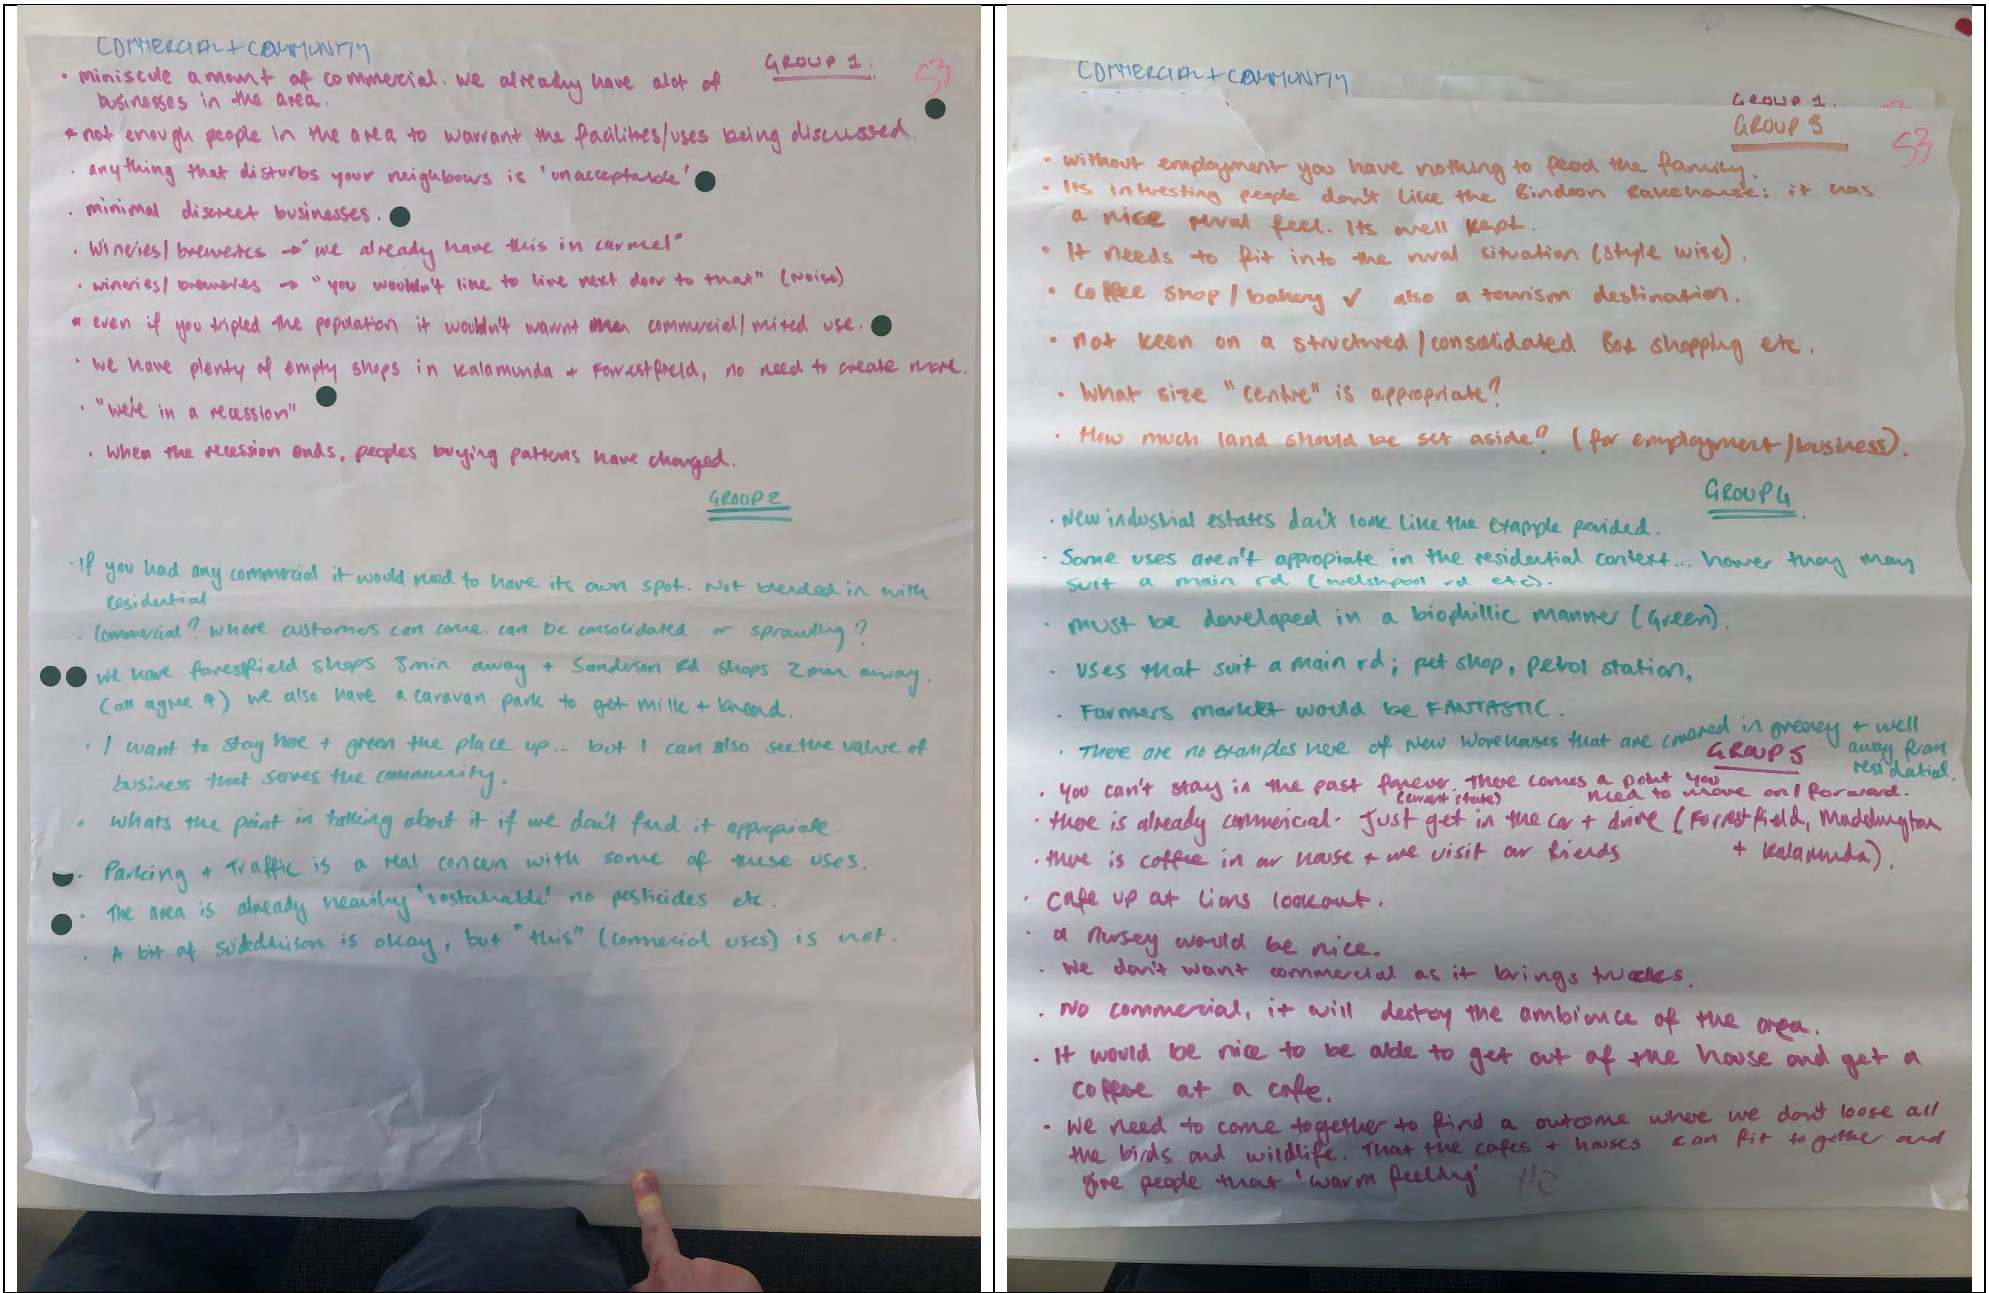 COMMERCIAL + COMMUNITY
GROUP 1.
S3
• miniscule amount of commercial. we already have alot of
businesses in the area.
* not enough people in the area to warrant the facilities/uses being discussed.
• anything that disturbs your neighbours is 'unacceptable'
• minimal discreet businesses.
• Wineries/breweries → "we already have this in carmel"
• wineries/breweries → "you wouldn't like to live next door to that" (Noise)
* even if you tripled the population it wouldn't warrnt commercial/mixed use.
• we have plenty of empty shops in Kalamunda + Forrestfield, no need to create more.
• "we're in a recession"
• when the recession ends, peoples buying patterns have changed.
GROUP 2
• If you had any commercial it would need to have its own spot. Not blended in with
residential
• Commercial? Where customers can come. can be consolidated or sprawling?
we have forestfield shops 3min away + Sanderson Rd shops 2min away.
(all agree 4) we also have a caravan park to get milk + bread.
• I want to stay here + green the place up... but I can also see the value of
business that serves the community.
• whats the point in talking about it if we don't find it appropiate.
• Parking + Traffic is a real concern with some of these uses.
• The area is already heavily 'sustainable' no pesticides etc.
• A bit of is okay, but "this" (commercial uses) is not.
COMMERCIAL + COMMUNITY
GROUP 1.
GROUP 3
S3
• without employment you have nothing to feed the family.
• Its interesting people don't like the Bindoon Bakehouse: it has
a nice rural feel. Its well kept.
• It needs to fit into the rural situation (style wise).
• Coffee shop / bakery ✓ also a tourism destination.
• Not keen on a structured/consolidated Box shopping etc.
• What size "centre" is appropriate?
• How much land should be set aside? (for employment/business).
GROUP 4
• New industrial estates don't look like the example provided.
• Some uses aren't appropiate in the residential context... hower they may
suit a main rd (welshpool rd etc).
• must be developed in a biophillic manner (Green).
• uses that suit a main rd; pet shop, petrol station.
• Farmers market would be FANTASTIC.
• There are no examples here of New Warehouses that are covered in greney + well
away from
residatial.
GROUP 5
• You can't stay in the past forever. There comes a point you
(current state) need to move on/forward.
• there is already commercial. Just get in the car + drive (Forrestfield, Maddington
+ Kalamunda).
• there is coffee in our house + we visit our friends
• cafe up at Lions lookout.
• a nursey would be nice.
• We don't want commercial as it brings trucks.
• No commercial, it will destroy the ambience of the area.
• It would be nice to be able to get out of the house and get a
coffee at a cafe.
• We need to come together to find a outcome where we dont loose all
the birds and wildlife. That the cafes + houses can fit together and
give people that 'warm feeling'